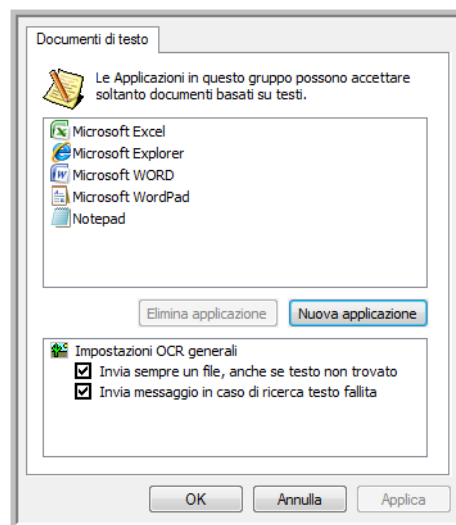 Documenti di testo
Le Applicazioni in questo gruppo possono accettare
soltanto documenti basati su testi.
Microsoft Excel
Microsoft Explorer
Microsoft WORD
Microsoft WordPad
Notepad
Elimina applicazione Nuova applicazione
Impostazioni OCR generali
Invia sempre un file, anche se testo non trovato
Invia messaggio in caso di ricerca testo fallita
OK Annulla Applica